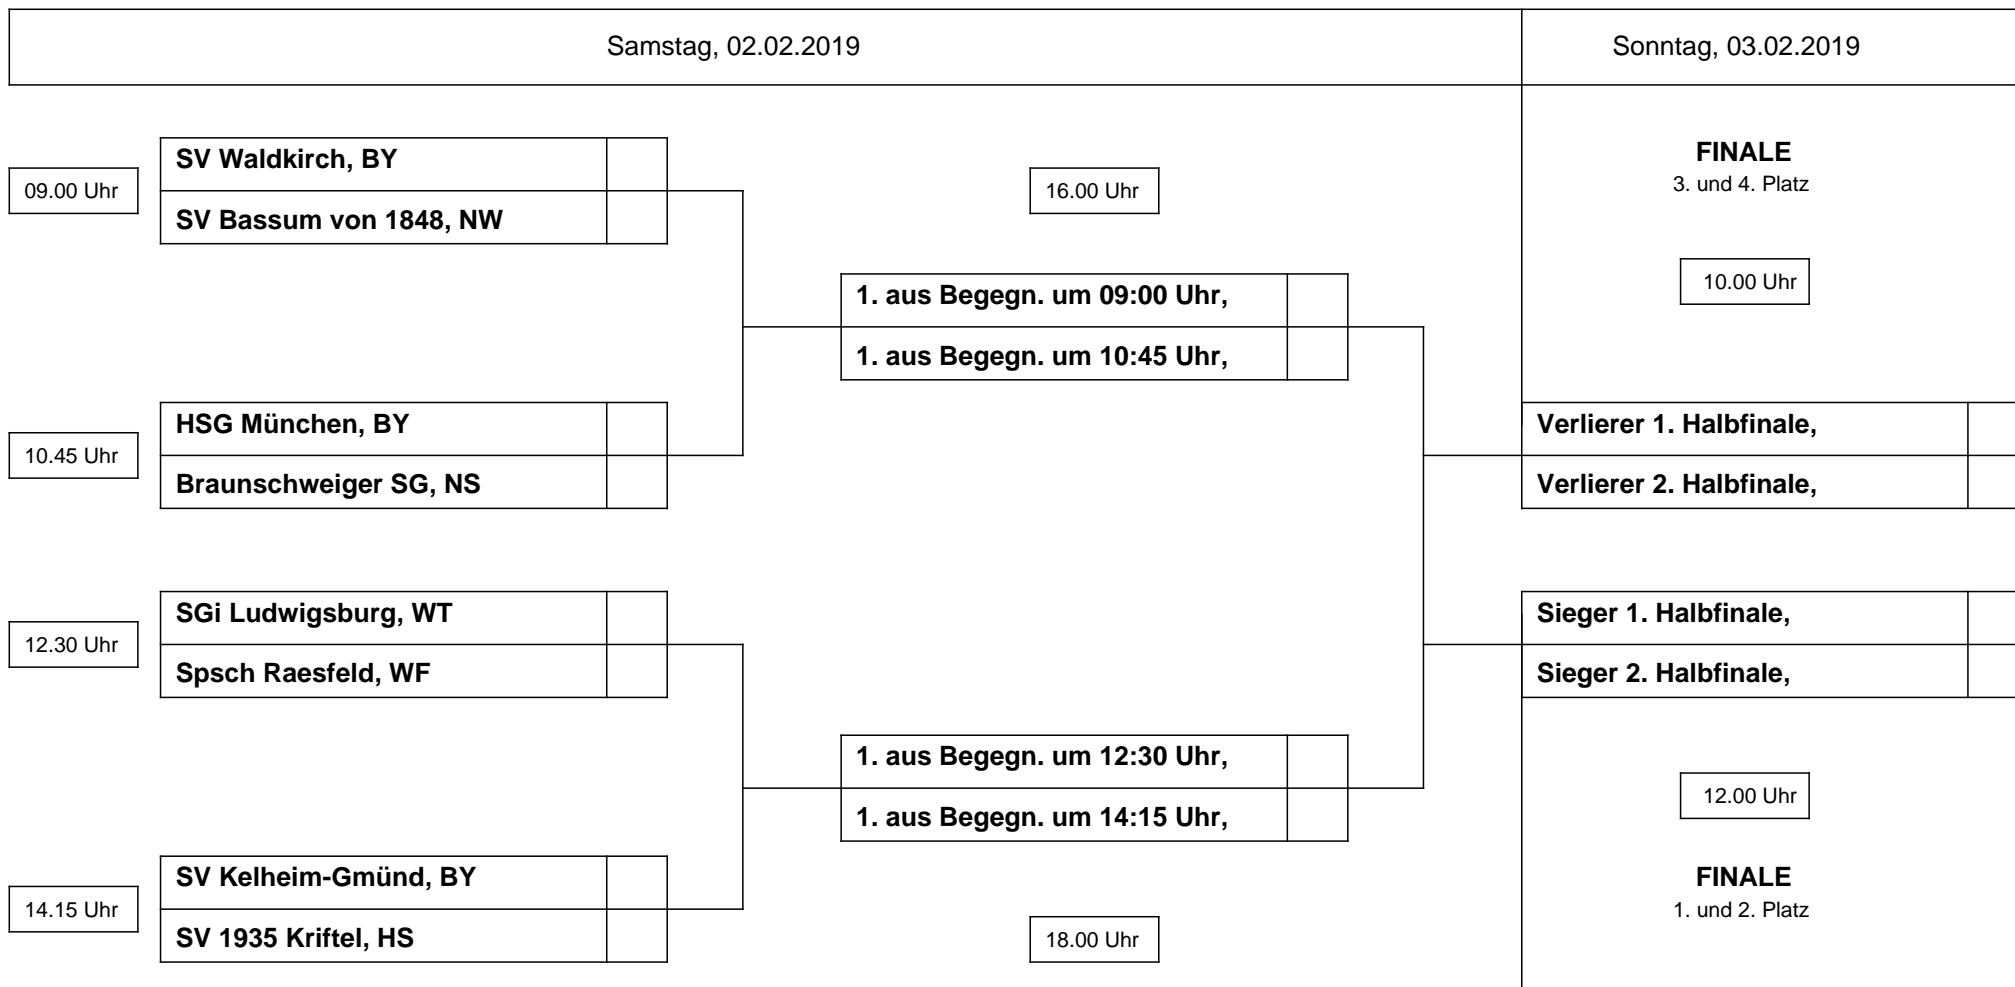 Samstag, 02.02.2019
Sonntag, 03.02.2019
09.00 Uhr
SV Waldkirch, BY
SV Bassum von 1848, NW
10.45 Uhr
HSG München, BY
Braunschweiger SG, NS
12.30 Uhr
SGi Ludwigsburg, WT
Spsch Raesfeld, WF
14.15 Uhr
SV Kelheim-Gmünd, BY
SV 1935 Kriftel, HS
16.00 Uhr
1. aus Begegn. um 09:00 Uhr,
1. aus Begegn. um 10:45 Uhr,
1. aus Begegn. um 12:30 Uhr,
1. aus Begegn. um 14:15 Uhr,
18.00 Uhr
FINALE
3. und 4. Platz
10.00 Uhr
Verlierer 1. Halbfinale,
Verlierer 2. Halbfinale,
Sieger 1. Halbfinale,
Sieger 2. Halbfinale,
12.00 Uhr
FINALE
1. und 2. Platz